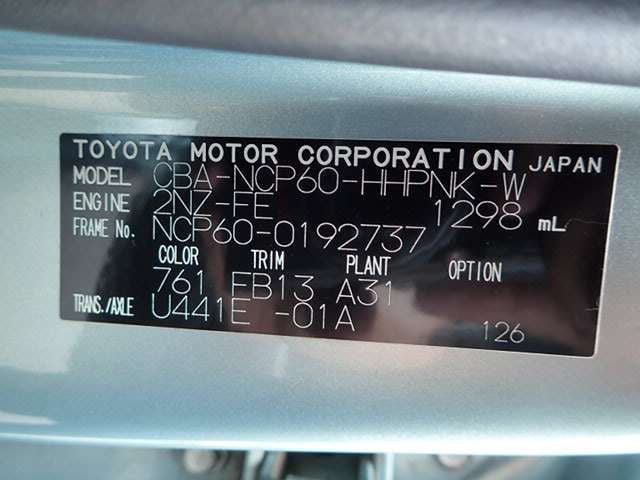 TOYOTA MOTOR CORPORATION JAPAN
MODEL CBA-NCP60-HHPNK-W
ENGINE 2NZ-FE 1298 mL
FRAME No. NCP60-0192737
COLOR TRIM PLANT OPTION
761 FB13 A31
TRANS./AXLE U441E -01A
126